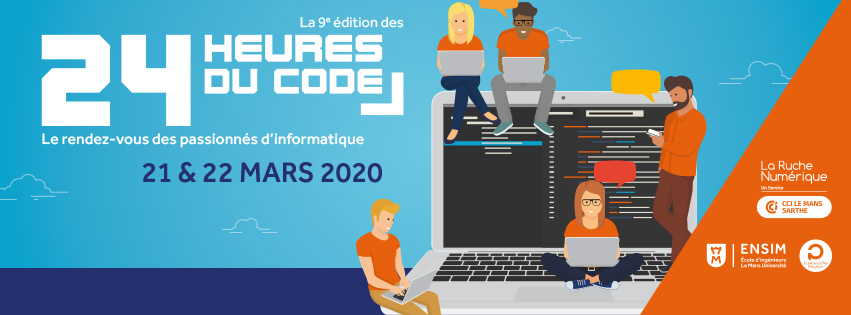 La 9e édition des
24 HEURES
DU CODE
Le rendez-vous des passionnés d'informatique
21 & 22 MARS 2020
La Ruche
Numérique
Un Service
CCI LE MANS
SARTHE
ENSIM
École d'Ingénieurs
Le Mans Université